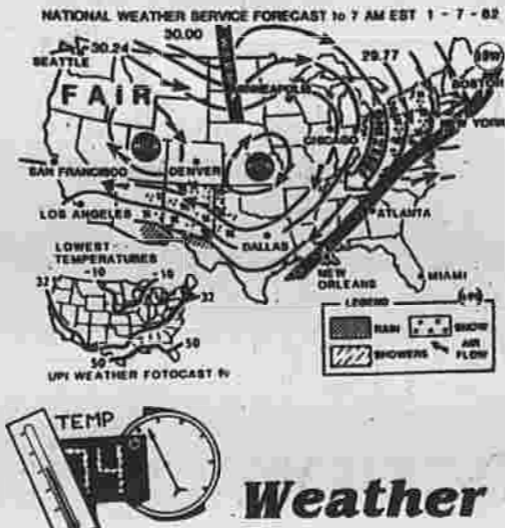 NATIONAL WEATHER SERVICE FORECAST to 7 AM EST 1 - 7 - 82
30.00
30.24
29.77
SEATTLE
FAIR
MINNEAPOLIS
BOSTON
NEW YORK
CHICAGO
SAN FRANCISCO
DENVER
LOS ANGELES
ATLANTA
DALLAS
NEW ORLEANS
MIAMI
LOWEST
TEMPERATURES
-10
-10
32
32
50
50
UPI WEATHER FOTOCAST
LEGEND
RAIN
SNOW
SHOWERS
AIR
FLOW
TEMP
74
Weather